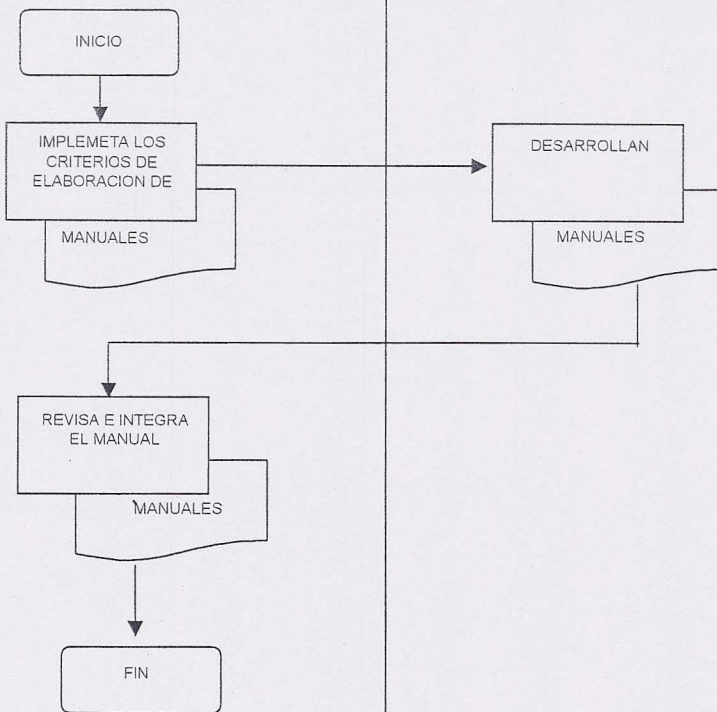 INICIO
IMPLEMETA LOS
CRITERIOS DE
ELABORACION DE
MANUALES
DESARROLLAN
MANUALES
REVISA E INTEGRA
EL MANUAL
MANUALES
FIN